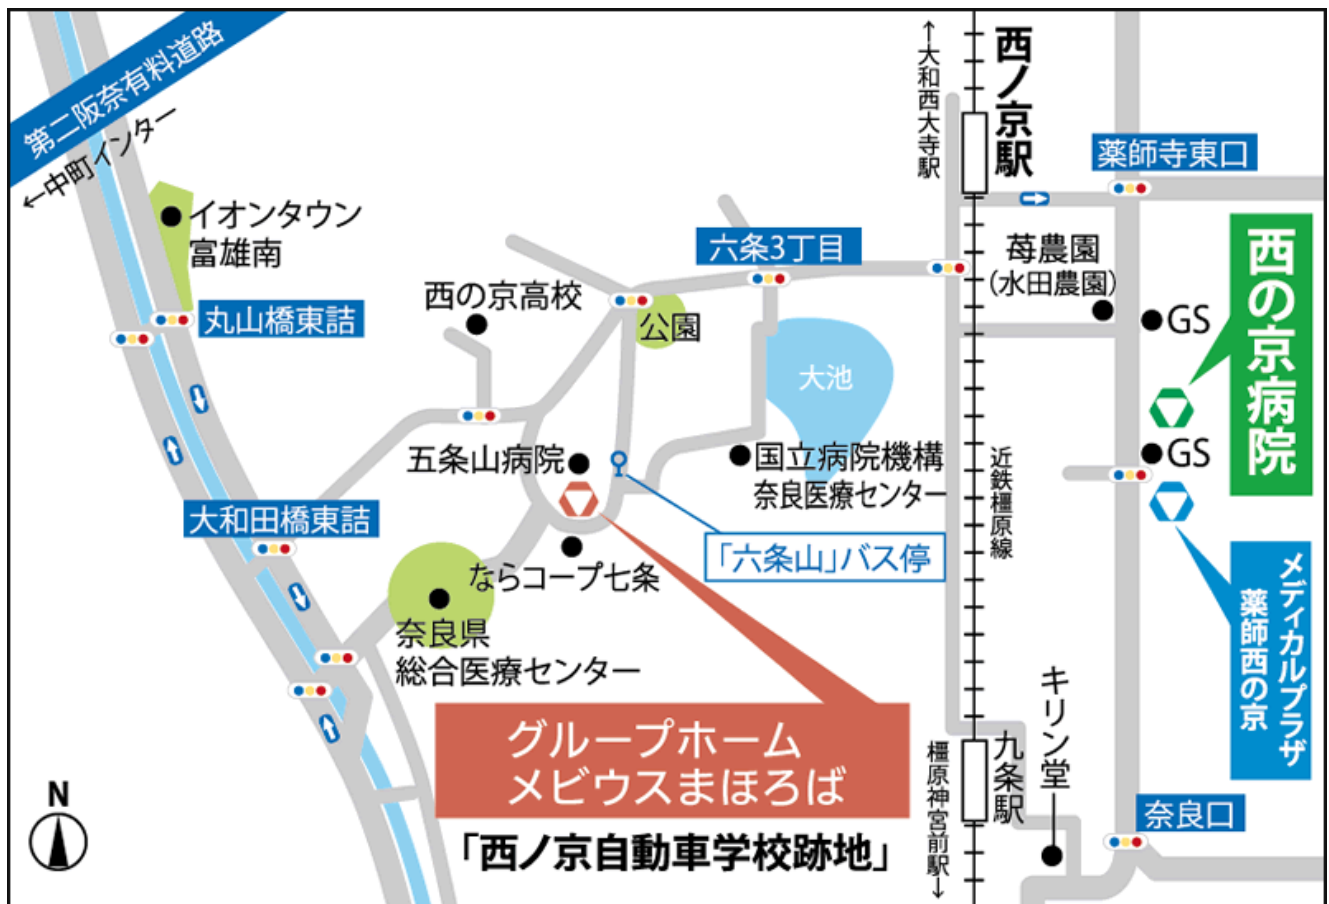 第二阪奈有料道路
←中町インター
イオンタウン
富雄南
丸山橋東詰
西の京高校
公園
六条3丁目
↑大和西大寺駅
西ノ京駅
薬師寺東口
苺農園
(水田農園)
GS
西の京病院
大池
五条山病院
国立病院機構
奈良医療センター
GS
近鉄橿原線
大和田橋東詰
「六条山」バス停
ならコープ七条
メディカルプラザ
薬師西の京
奈良県
総合医療センター
グループホーム
メビウスまほろば
「西ノ京自動車学校跡地」
橿原神宮前駅↓
九条駅
キリン堂
奈良口
N